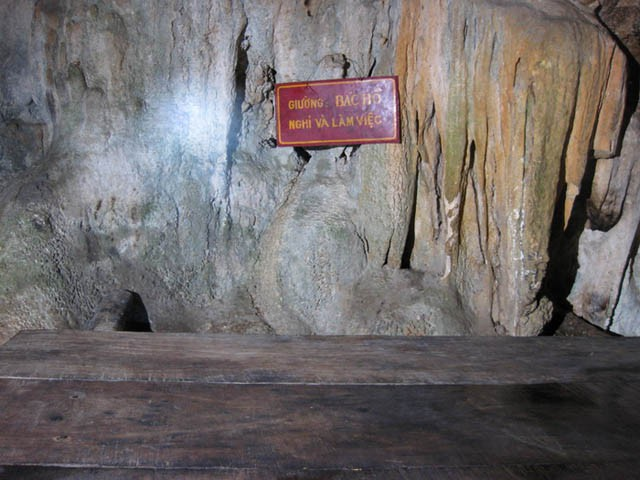 GIƯỜNG BÁC HỒ
NGHỈ VÀ LÀM VIỆC